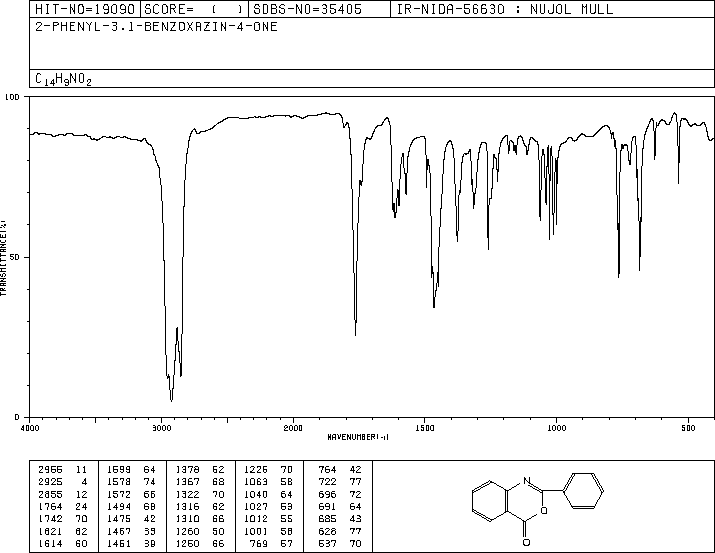 HIT-NO=19090 SCORE= ( ) SDBS-NO=35405 IR-NIDA-56630 : NUJOL MULL
2-PHENYL-3,1-BENZOXAZIN-4-ONE
C14H9NO2
100
50
0
TRANSMITTANCE(%)
4000 3000 2000 1500 1000 500
WAVENUMBER(-1)
2956 11 1599 64 1378 52 1226 70 764 42
2925 4 1578 74 1367 68 1063 58 722 77
2855 12 1572 66 1322 70 1040 64 696 72
1764 24 1494 68 1316 62 1027 53 691 64
1742 70 1475 42 1310 66 1012 55 685 43
1621 62 1467 39 1260 50 1001 58 628 77
1614 60 1451 39 1250 66 769 57 537 70
N
O
O